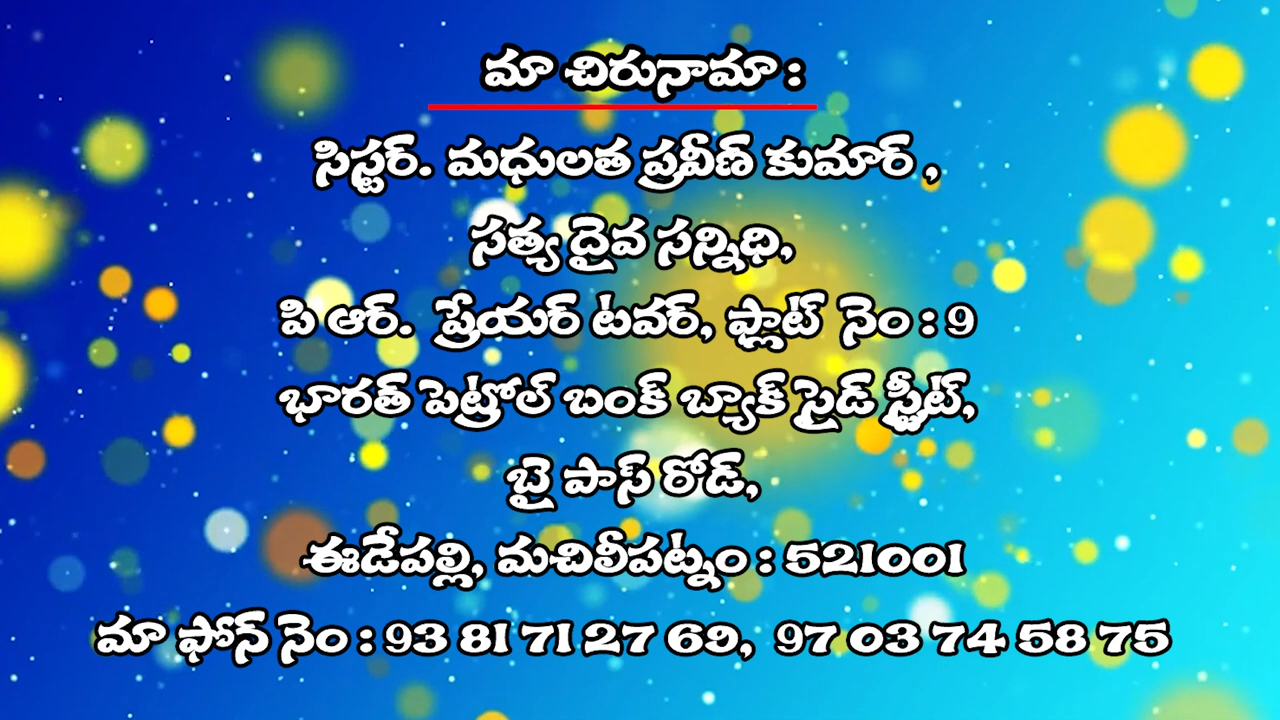 మా చిరునామా :
సిస్టర్. మధులత ప్రవీణ్ కుమార్ ,
సత్య దైవ సన్నిధి,
పి ఆర్. ప్రేయర్ టవర్, ఫ్లాట్ నెం : 9
భారత్ పెట్రోల్ బంక్ బ్యాక్ సైడ్ స్ట్రీట్,
బై పాస్ రోడ్,
ఈడేపల్లి, మచిలీపట్నం : 521001
మా ఫోన్ నెం : 93 81 71 27 69, 97 03 74 58 75